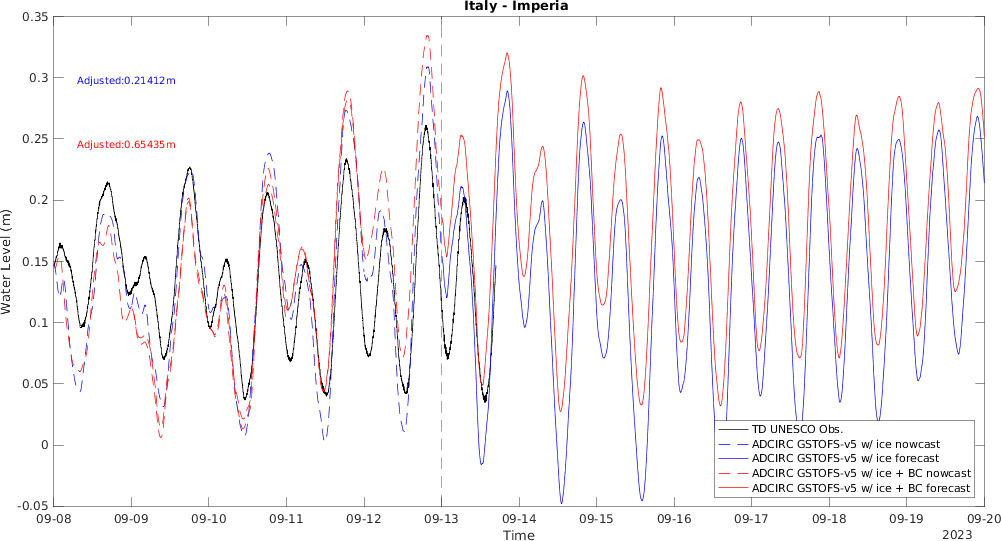 Italy - Imperia
0.35
0.3
0.25
0.2
0.15
0.1
0.05
0
-0.05
Water Level (m)
Adjusted:0.21412m
Adjusted:0.65435m
TD UNESCO Obs.
ADCIRC GSTOFS-v5 w/ ice nowcast
ADCIRC GSTOFS-v5 w/ ice forecast
ADCIRC GSTOFS-v5 w/ ice + BC nowcast
ADCIRC GSTOFS-v5 w/ ice + BC forecast
09-08 09-09 09-10 09-11 09-12 09-13 09-14 09-15 09-16 09-17 09-18 09-19 09-20
Time
2023